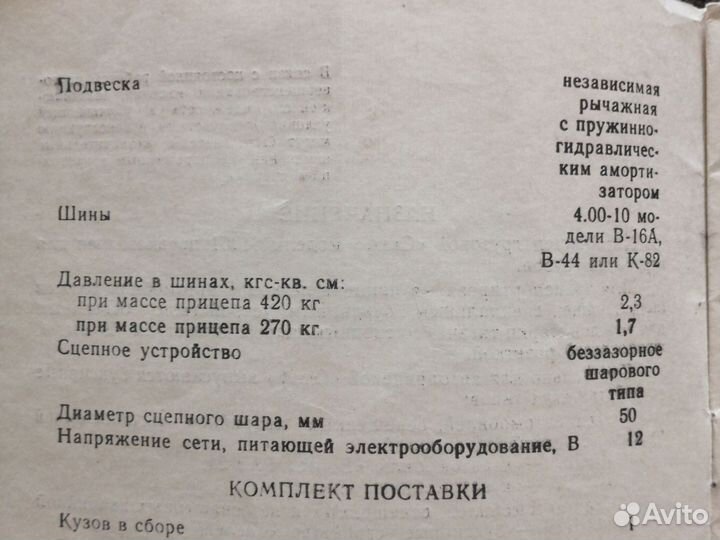 Подвеска независимая
рычажная
с пружинно-
гидравличес-
ким аморти-
затором
Шины 4.00-10 мо-
дели В-16А,
В-44 или К-82
Давление в шинах, кгс-кв. см:
при массе прицепа 420 кг 2,3
при массе прицепа 270 кг 1,7
Сцепное устройство беззазорное
шарового
типа
Диаметр сцепного шара, мм 50
Напряжение сети, питающей электрооборудование, В 12
КОМПЛЕКТ ПОСТАВКИ
Кузов в сборе 1
Avito